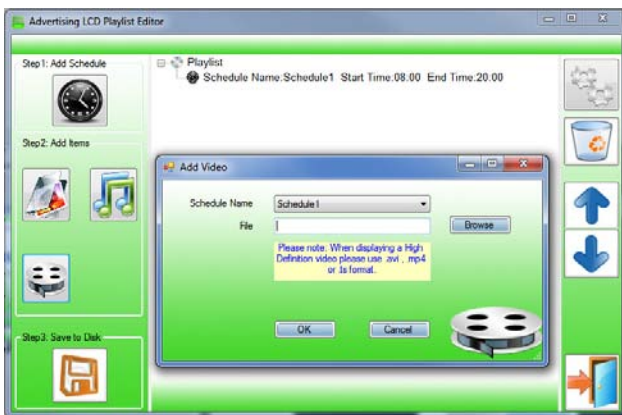 Advertising LCD Playlist Editor
Step1: Add Schedule
Playlist
Schedule Name:Schedule1 Start Time:08.00 End Time:20.00
Step2: Add Items
Add Video
Schedule Name
Schedule1
File
Browse
Please note. When displaying a High
Definition video please use .avi , .mp4
or .ts format.
OK
Cancel
Step3: Save to Disk